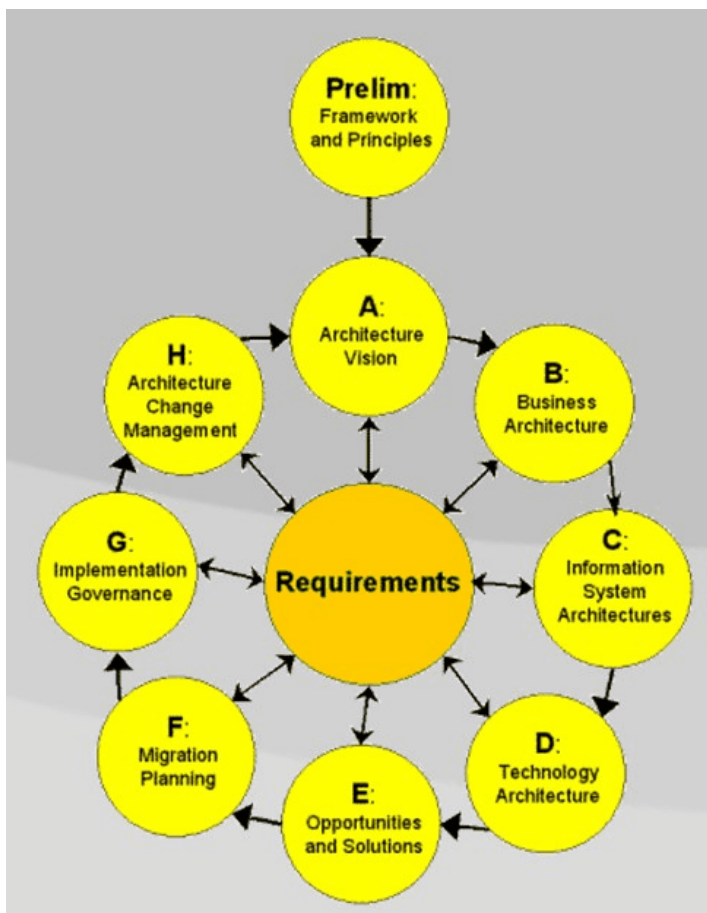 Prelim:
Framework
and Principles
A:
Architecture
Vision
B:
Business
Architecture
C:
Information
System
Architectures
D:
Technology
Architecture
E:
Opportunities
and Solutions
F:
Migration
Planning
G:
Implementation
Governance
H:
Architecture
Change
Management
Requirements